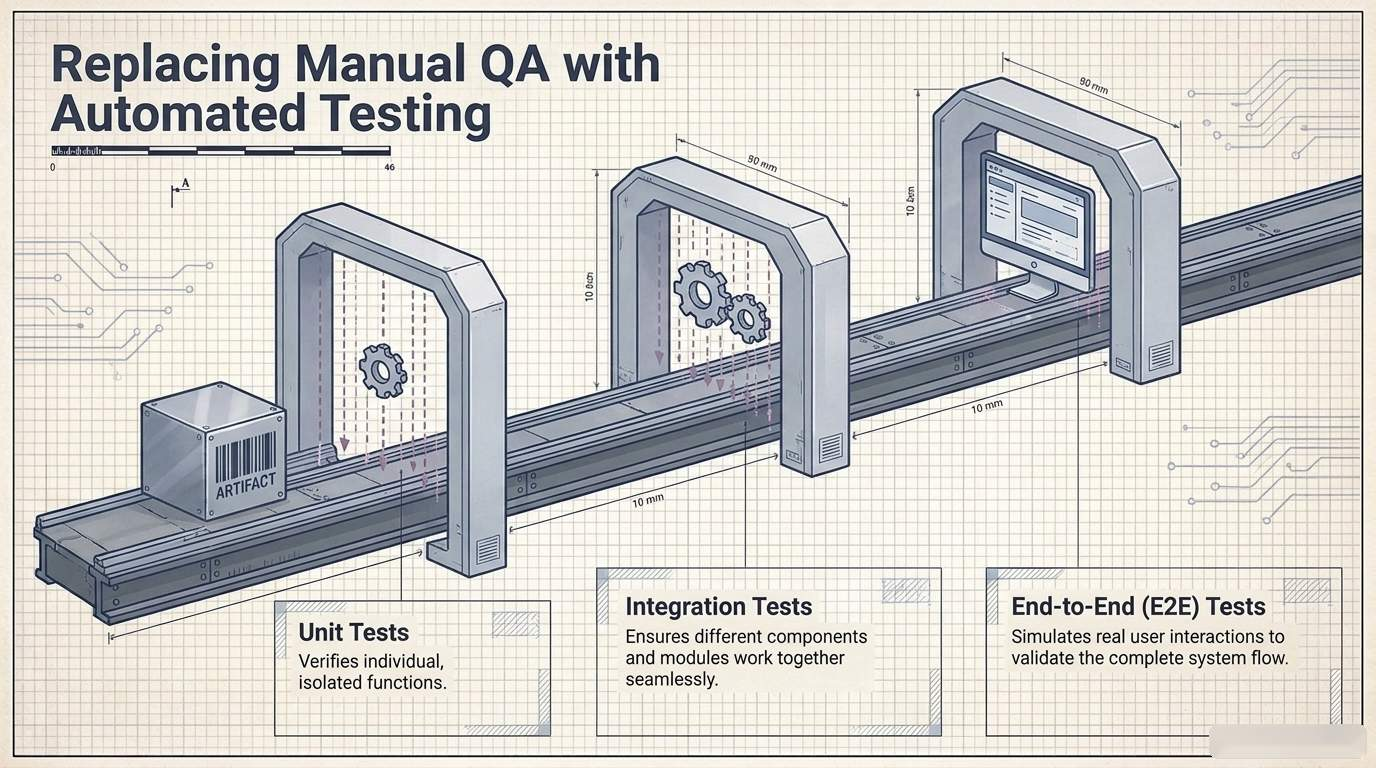 Replacing Manual QA with
Automated Testing
0
46
A
90 mm
90 mm
ARTIFACT
10 mm
10 mm
Unit Tests
Verifies individual,
isolated functions.
Integration Tests
Ensures different components
and modules work together
seamlessly.
End-to-End (E2E) Tests
Simulates real user interactions to
validate the complete system flow.